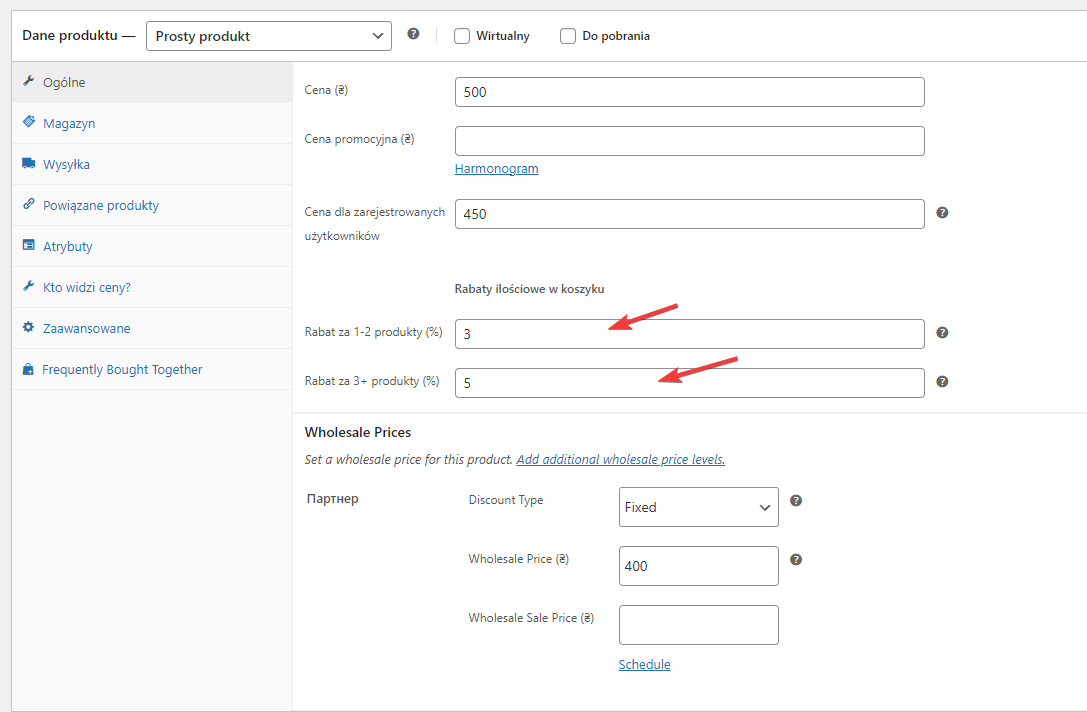 Dane produktu — Prosty produkt Wirtualny Do pobrania
Ogólne
Magazyn
Wysyłka
Powiązane produkty
Atrybuty
Kto widzi ceny?
Zaawansowane
Frequently Bought Together
Cena (₴) 500
Cena promocyjna (₴)
Harmonogram
Cena dla zarejestrowanych
użytkowników
450
Rabaty ilościowe w koszyku
Rabat za 1-2 produkty (%) 3
Rabat za 3+ produkty (%) 5
Wholesale Prices
Set a wholesale price for this product. Add additional wholesale price levels.
Партнер
Discount Type Fixed
Wholesale Price (₴) 400
Wholesale Sale Price (₴)
Schedule